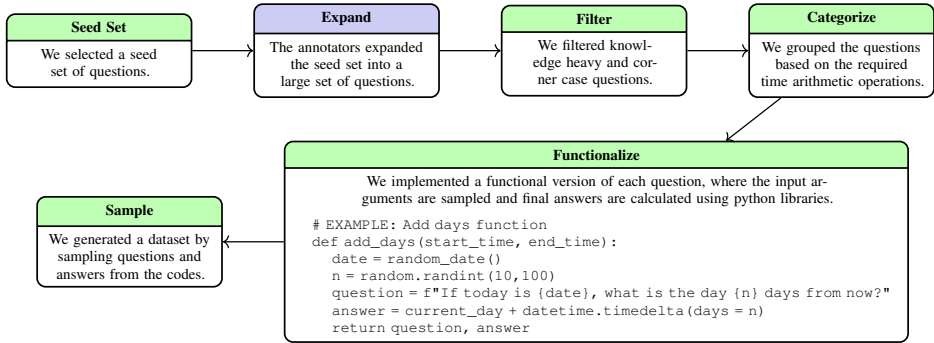 Seed Set
We selected a seed
set of questions.
Expand
The annotators expanded
the seed set into a
large set of questions.
Filter
We filtered knowl-
edge heavy and cor-
ner case questions.
Categorize
We grouped the questions
based on the required
time arithmetic operations.
Functionalize
We implemented a functional version of each question, where the input ar-
guments are sampled and final answers are calculated using python libraries.
# EXAMPLE: Add days function
def add_days(start_time, end_time):
date = random_date()
n = random.randint(10,100)
question = f"If today is {date}, what is the day {n} days from now?"
answer = current_day + datetime.timedelta(days = n)
return question, answer
Sample
We generated a dataset by
sampling questions and
answers from the codes.